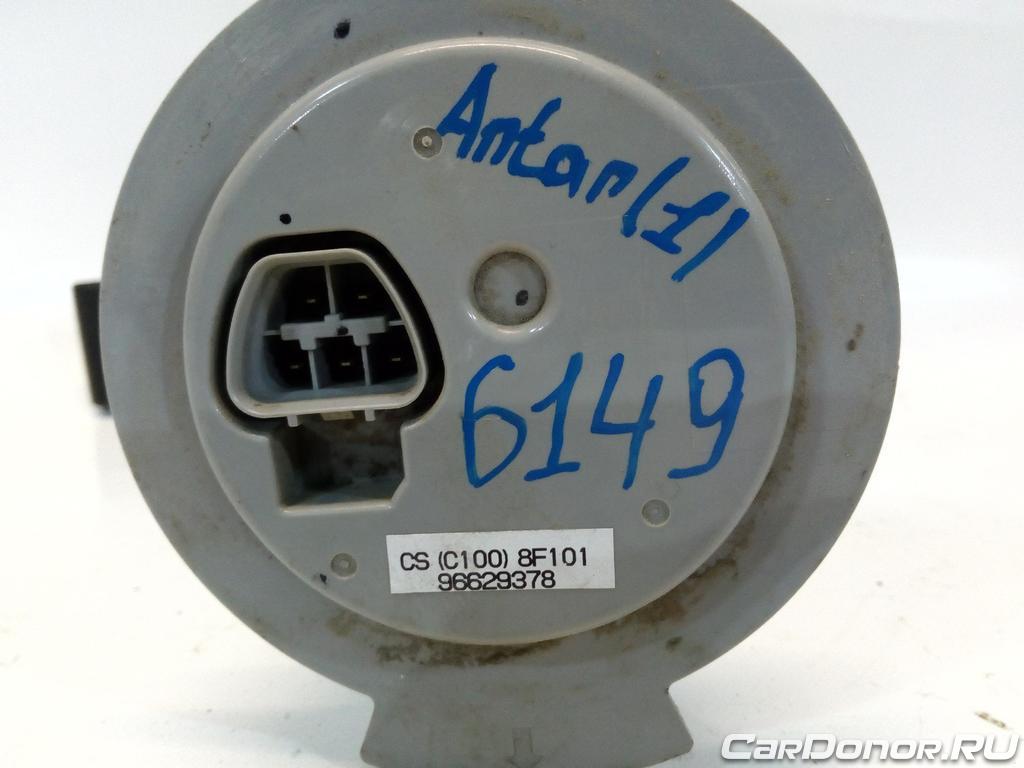 Antar(1)
6149
CS (C100) 8F101
96629378
CarDonor.RU